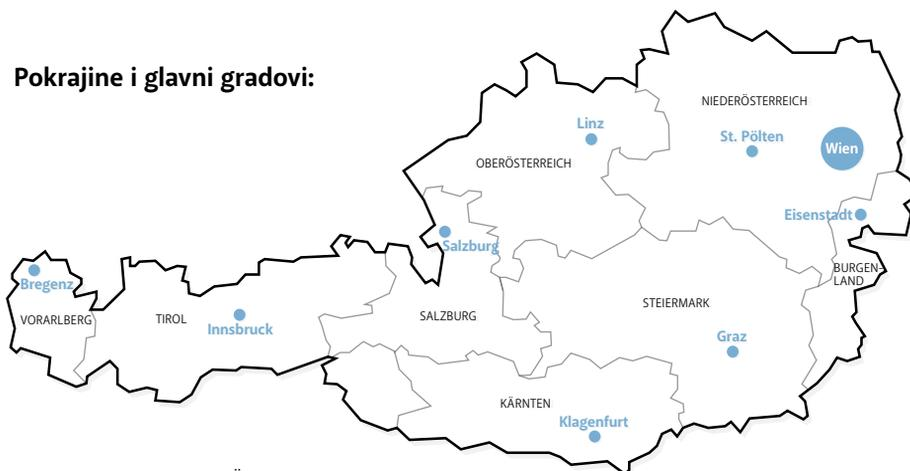 Pokrajine i glavni gradovi:
NIEDERÖSTERREICH
Linz
St. Pölten
Wien
OBERÖSTERREICH
Eisenstadt
Salzburg
Bregenz
BURGEN-
LAND
VORARLBERG
TIROL
Innsbruck
SALZBURG
STEIERMARK
Graz
KÄRNTEN
Klagenfurt